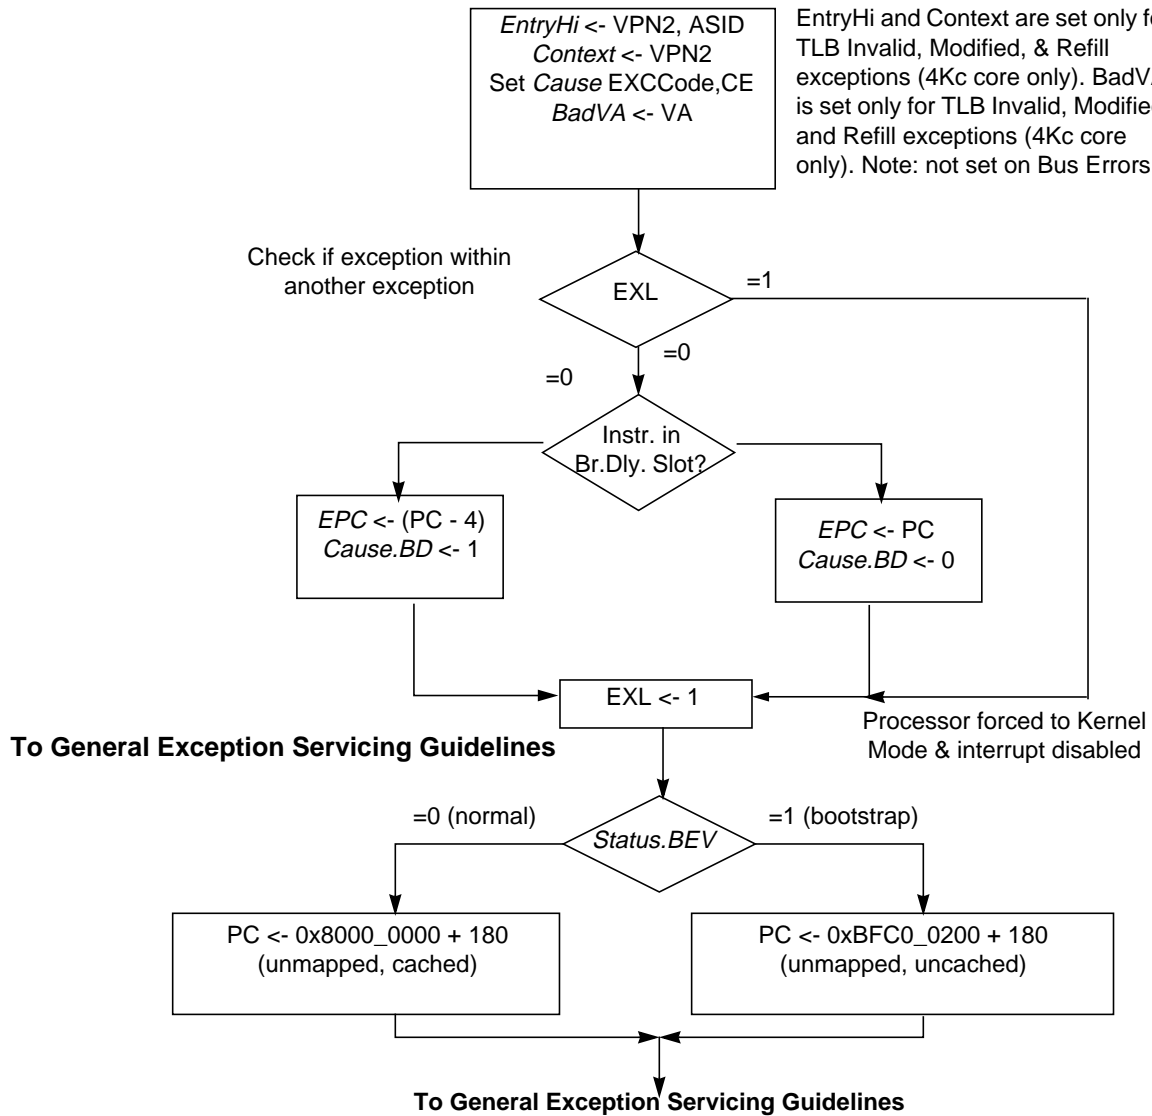 EntryHi <- VPN2, ASID
Context <- VPN2
Set Cause EXCCode,CE
BadVA <- VA
EntryHi and Context are set only
TLB Invalid, Modified, & Refill
exceptions (4Kc core only).
is set only for TLB Invalid,
and Refill exceptions (4Kc core
only). Note: not set on Bus Errors
Check if exception within
another exception
EXL
=1
=0
=0
Instr. in
Br.Dly. Slot?
EPC <- (PC - 4)
Cause.BD <- 1
EPC <- PC
Cause.BD <- 0
EXL <- 1
Processor forced to Kernel
Mode & interrupt disabled
To General Exception Servicing Guidelines
=0 (normal)
Status.BEV
=1 (bootstrap)
PC <- 0x8000_0000 + 180
(unmapped, cached)
PC <- 0xBFC0_0200 + 180
(unmapped, uncached)
To General Exception Servicing Guidelines